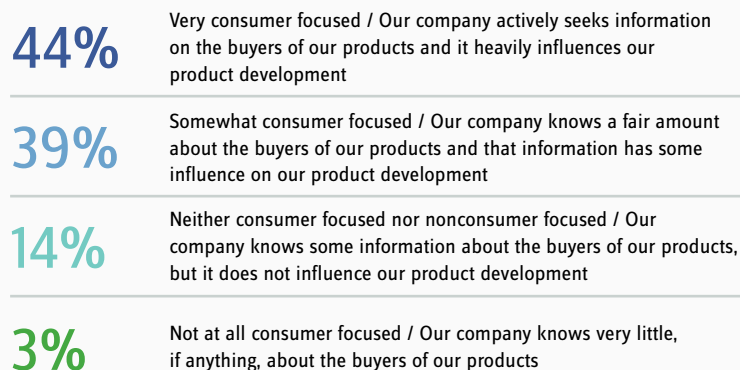 44%
Very consumer focused / Our company actively seeks information
on the buyers of our products and it heavily influences our
product development
39%
Somewhat consumer focused / Our company knows a fair amount
about the buyers of our products and that information has some
influence on our product development
14%
Neither consumer focused nor nonconsumer focused / Our
company knows some information about the buyers of our products,
but it does not influence our product development
3%
Not at all consumer focused / Our company knows very little,
if anything, about the buyers of our products